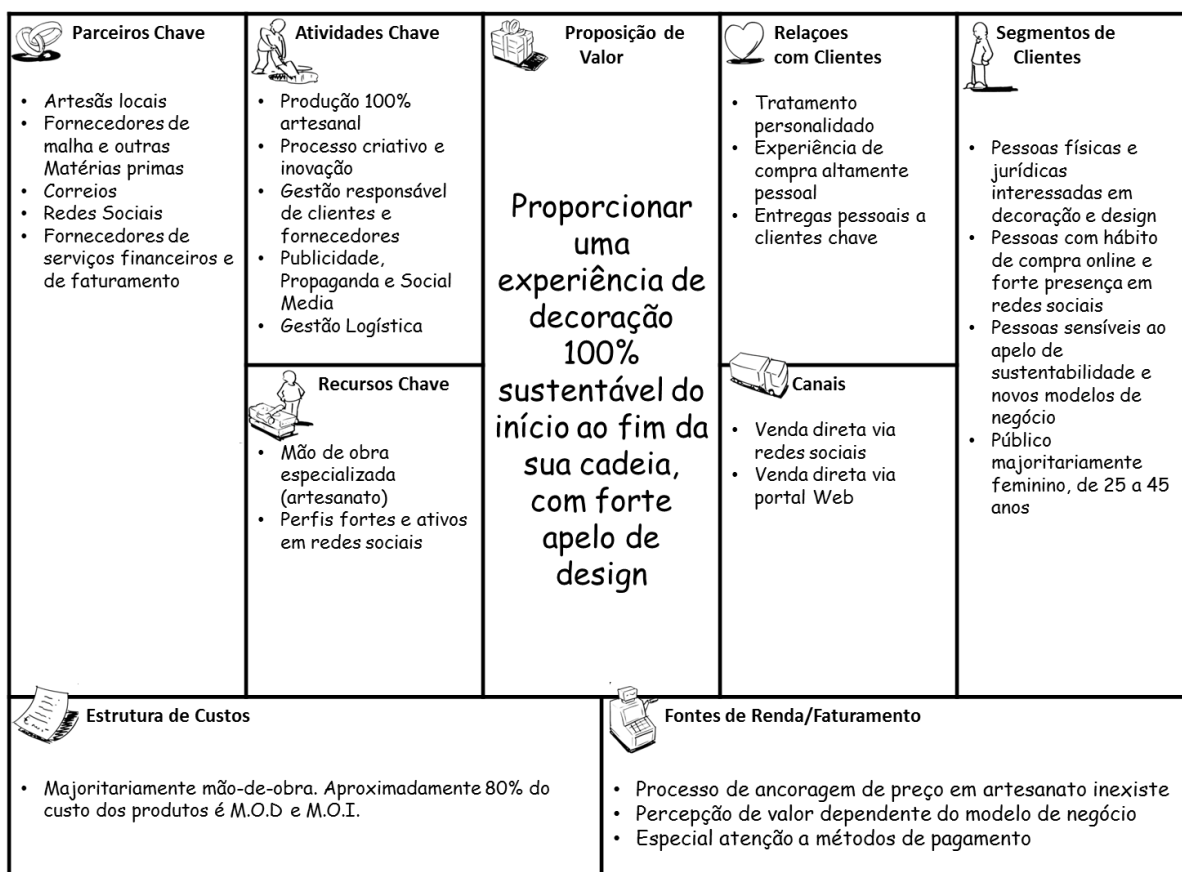 Parceiros Chave
• Artesãs locais
• Fornecedores de
malha e outras
Matérias primas
• Correios
• Redes Sociais
• Fornecedores de
serviços financeiros e
de faturamento
Atividades Chave
• Produção 100%
artesanal
• Processo criativo e
inovação
• Gestão responsável
de clientes e
fornecedores
• Publicidade,
Propaganda e Social
Media
• Gestão Logística
Recursos Chave
• Mão de obra
especializada
(artesanato)
• Perfis fortes e ativos
em redes sociais
Proposição de
Valor
Proporcionar
uma
experiência de
decoração
100%
sustentável do
início ao fim da
sua cadeia,
com forte
apelo de
design
Relaçoes
com Clientes
• Tratamento
personalidado
• Experiência de
compra altamente
pessoal
• Entregas pessoais a
clientes chave
Canais
• Venda direta via
redes sociais
• Venda direta via
portal Web
Segmentos de
Clientes
• Pessoas físicas e
jurídicas
interessadas em
decoração e design
• Pessoas com hábito
de compra online e
forte presença em
redes sociais
• Pessoas sensíveis ao
apelo de
sustentabilidade e
novos modelos de
negócio
• Público
majoritariamente
feminino, de 25 a 45
anos
Estrutura de Custos
• Majoritariamente mão-de-obra. Aproximadamente 80% do
custo dos produtos é M.O.D e M.O.I.
Fontes de Renda/Faturamento
• Processo de ancoragem de preço em artesanato inexiste
• Percepção de valor dependente do modelo de negócio
• Especial atenção a métodos de pagamento